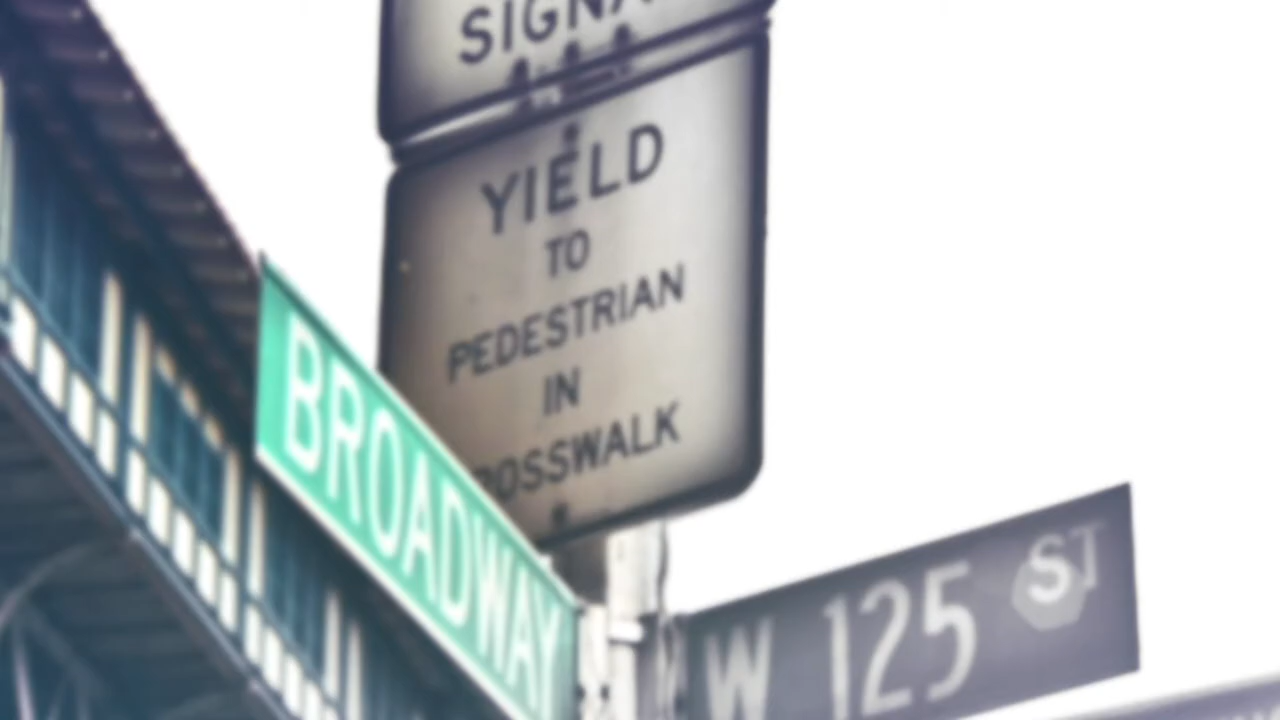 SIGNA
YIELD
TO
PEDESTRIAN
IN
ROSSWALK
BROADWAY
W 125 ST